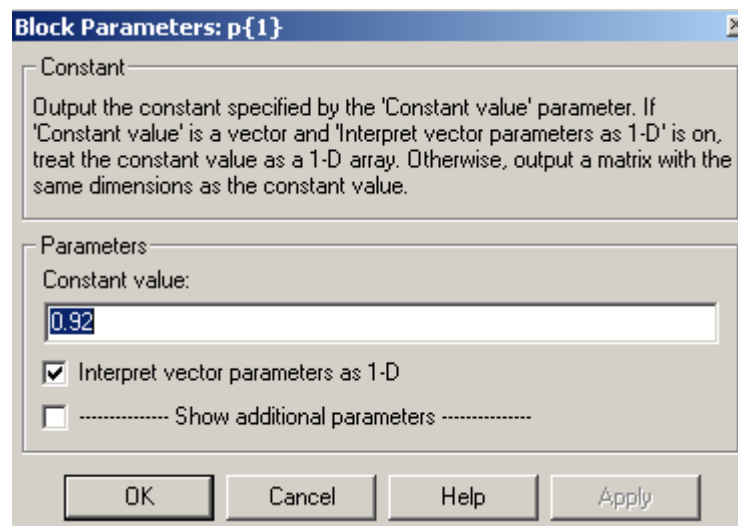 Block Parameters: p{1}
Constant
Output the constant specified by the 'Constant value' parameter. If
'Constant value' is a vector and 'Interpret vector parameters as 1-D' is on,
treat the constant value as a 1-D array. Otherwise, output a matrix with the
same dimensions as the constant value.
Parameters
Constant value:
0.92
Interpret vector parameters as 1-D
--------------- Show additional parameters ---------------
OK Cancel Help Apply